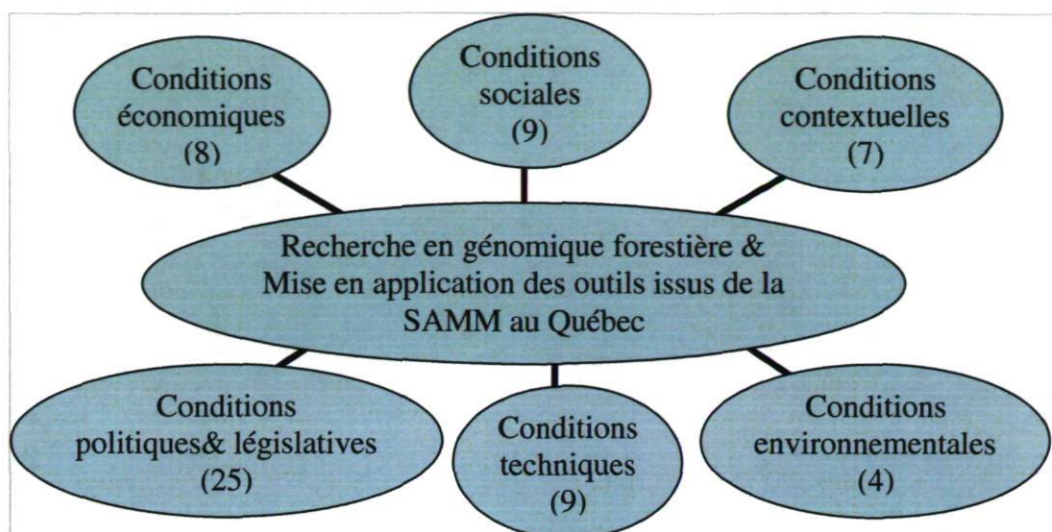 Conditions
économiques
(8)
Conditions
sociales
(9)
Conditions
contextuelles
(7)
Recherche en génomique forestière &
Mise en application des outils issus de la
SAMM au Québec
Conditions
politiques& législatives
(25)
Conditions
techniques
(9)
Conditions
environnementales
(4)